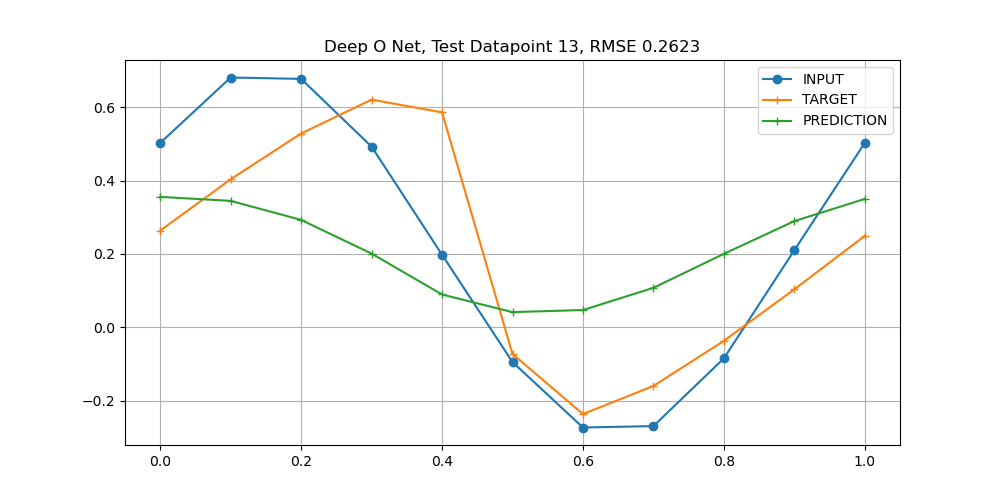 Deep O Net, Test Datapoint 13, RMSE 0.2623
INPUT
TARGET
PREDICTION
0.6
0.4
0.2
0.0
−0.2
0.0 0.2 0.4 0.6 0.8 1.0